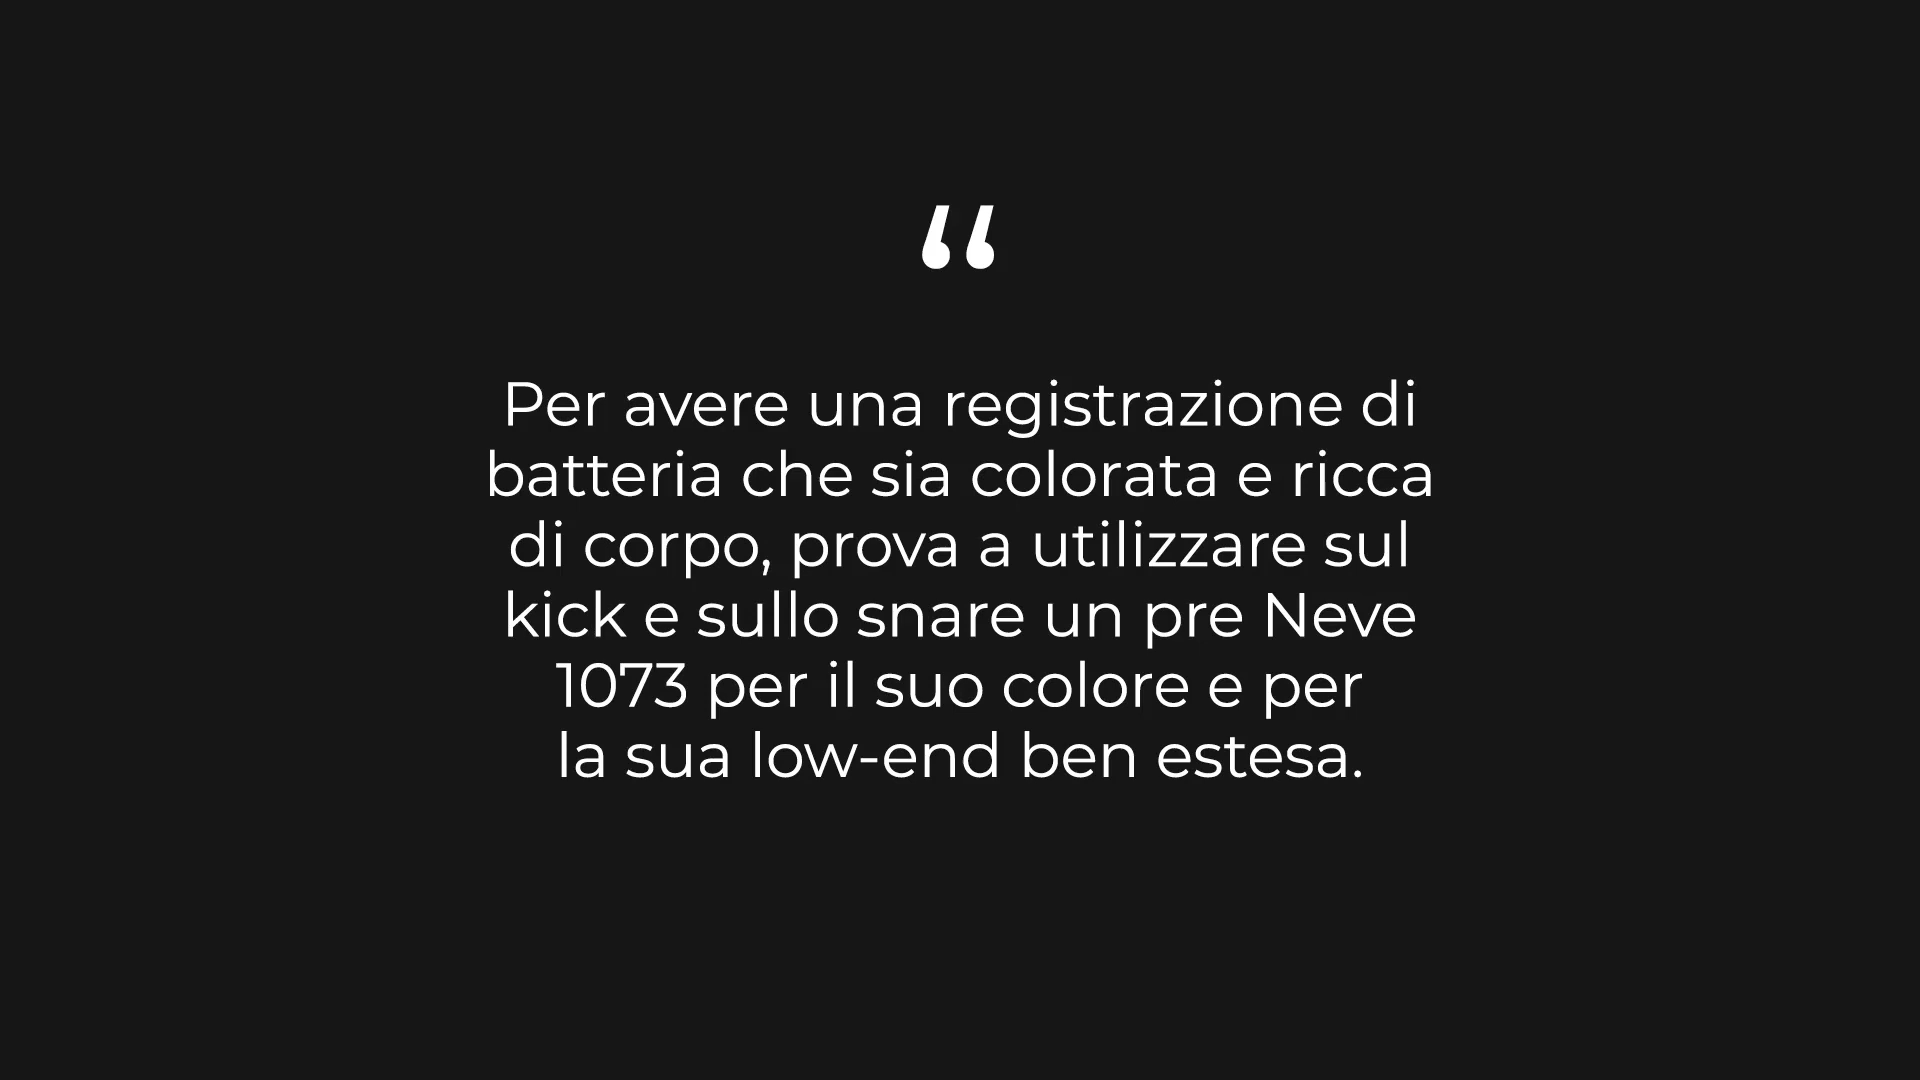 “
Per avere una registrazione di
batteria che sia colorata e ricca
di corpo, prova a utilizzare sul
kick e sullo snare un pre Neve
1073 per il suo colore e per
la sua low-end ben estesa.